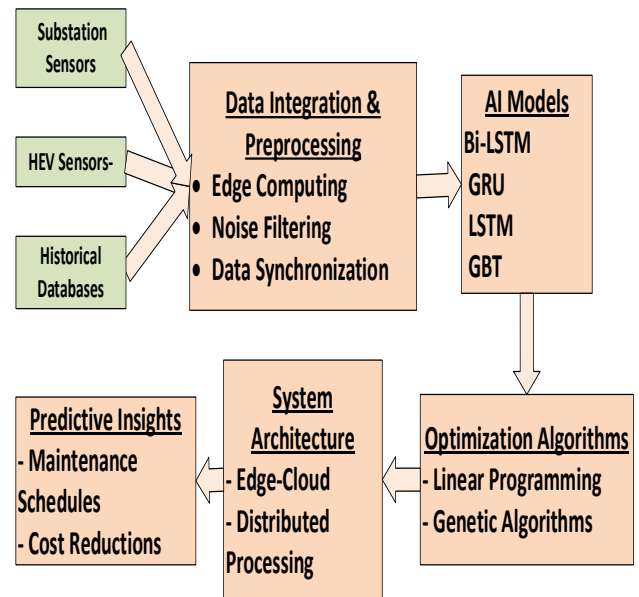 Substation
Sensors
HEV Sensors-
Historical
Databases
Data Integration &
Preprocessing
• Edge Computing
• Noise Filtering
• Data Synchronization
AI Models
Bi-LSTM
GRU
LSTM
GBT
Optimization Algorithms
- Linear Programming
- Genetic Algorithms
System
Architecture
- Edge-Cloud
- Distributed
Processing
Predictive Insights
- Maintenance
Schedules
- Cost Reductions